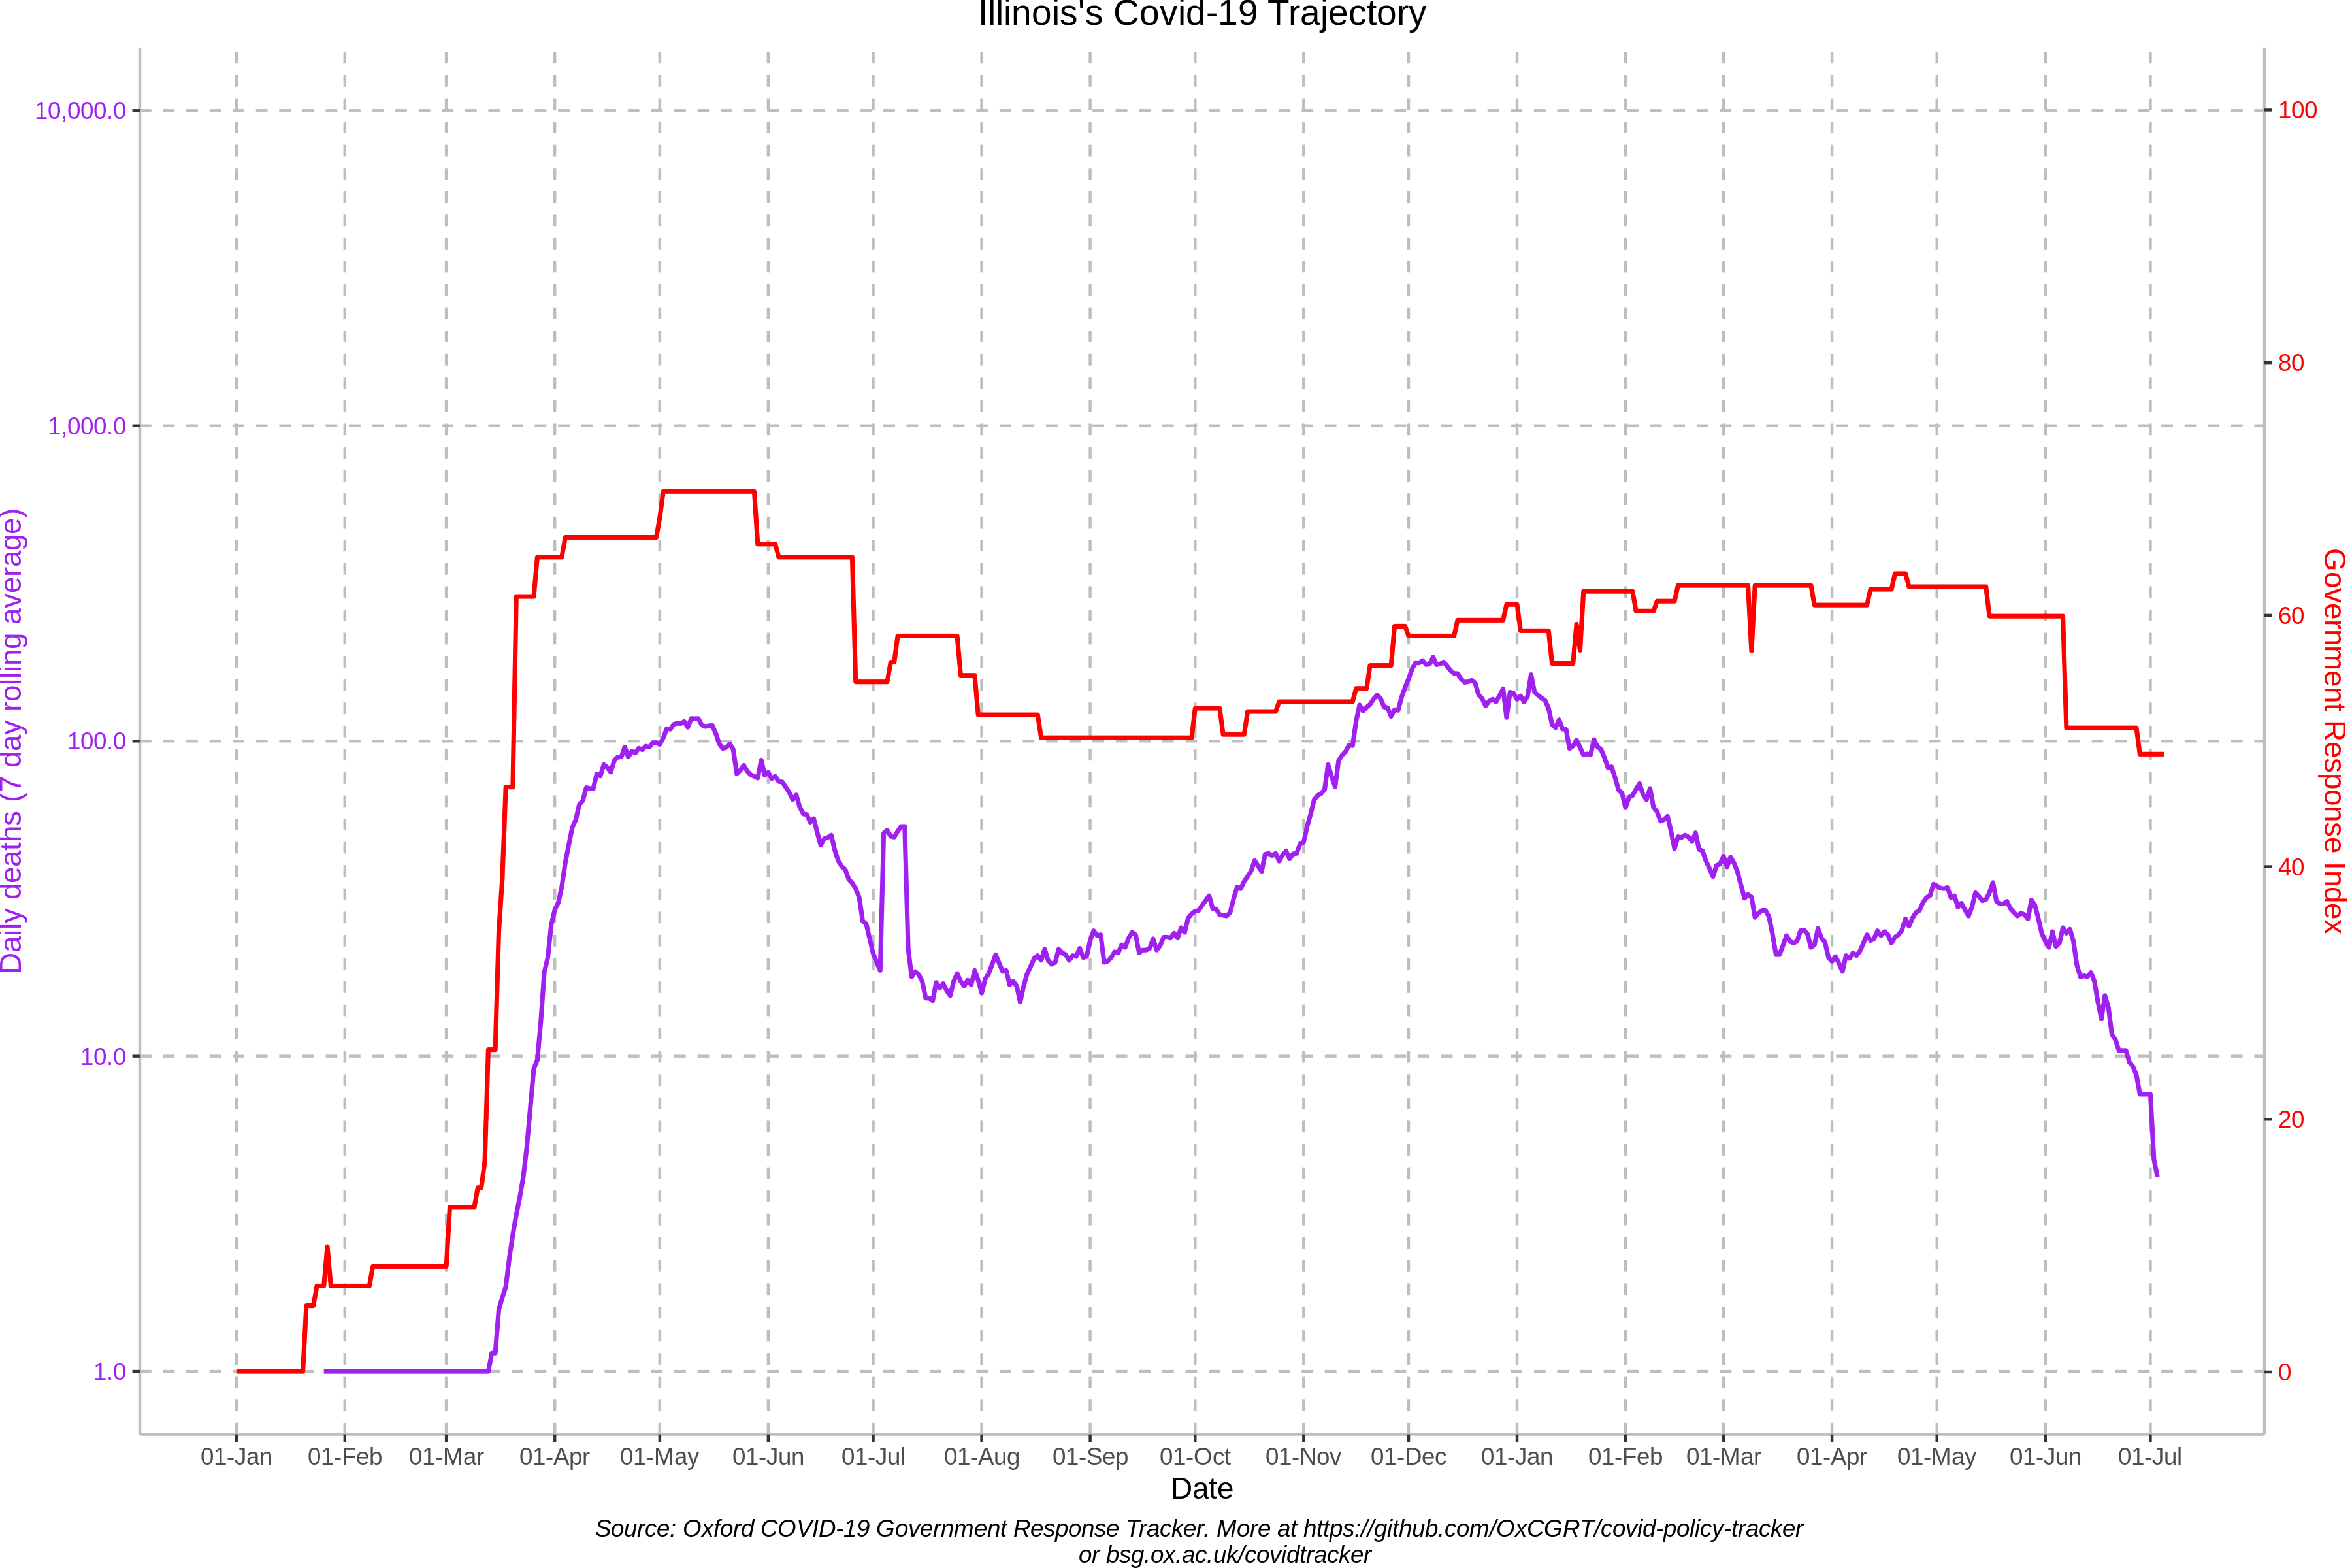 Illinois's Covid-19 Trajectory
10,000.0
1,000.0
100.0
10.0
1.0
Daily deaths (7 day rolling average)
100
80
60
40
20
0
Government Response Index
01-Jan 01-Feb 01-Mar 01-Apr 01-May 01-Jun 01-Jul 01-Aug 01-Sep 01-Oct 01-Nov 01-Dec 01-Jan 01-Feb 01-Mar 01-Apr 01-May 01-Jun 01-Jul
Date
Source: Oxford COVID-19 Government Response Tracker. More at https://github.com/OxCGRT/covid-policy-tracker
or bsg.ox.ac.uk/covidtracker